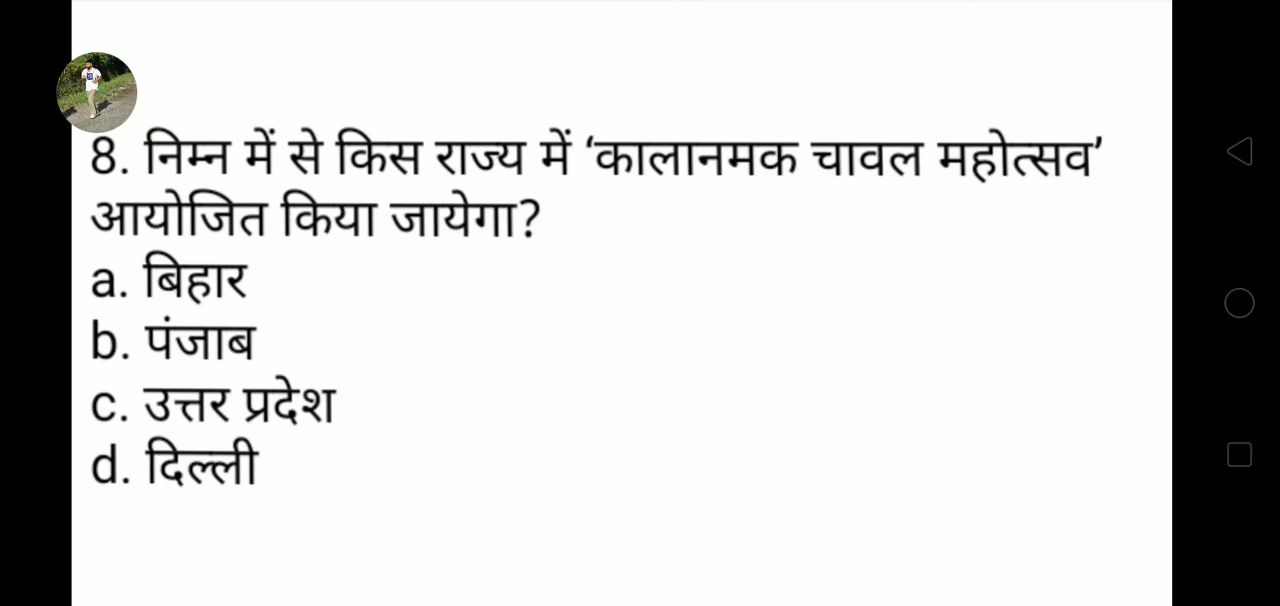 8. निम्न में से किस राज्य में ‘कालानमक चावल महोत्सव’
आयोजित किया जायेगा?
a. बिहार
b. पंजाब
c. उत्तर प्रदेश
d. दिल्ली